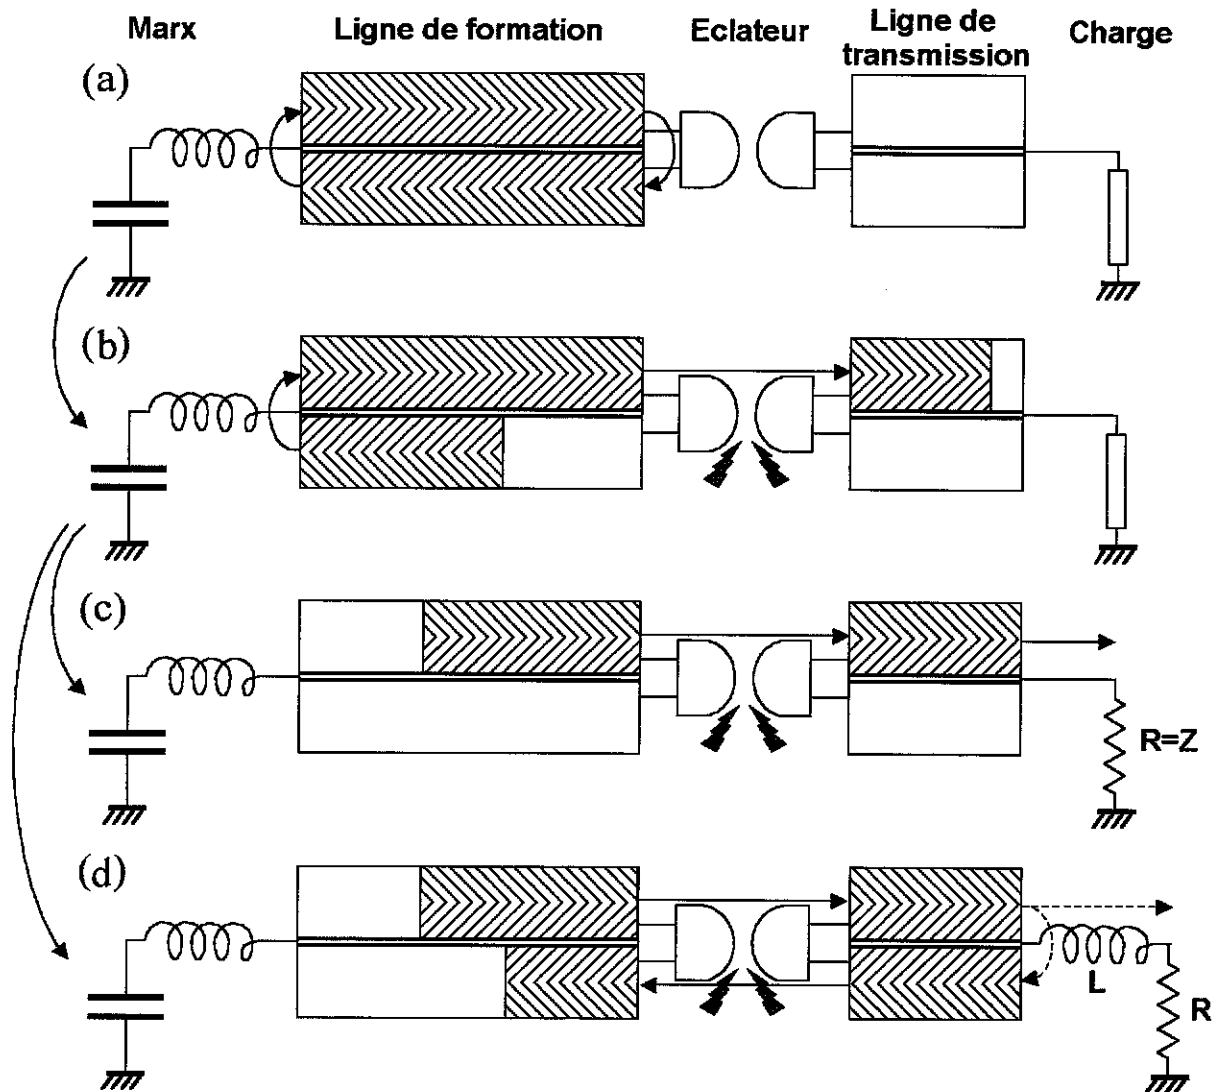 Marx
Ligne de formation
Eclateur
Ligne de
transmission
Charge
(a)
(b)
(c)
R=Z
(d)
L
R